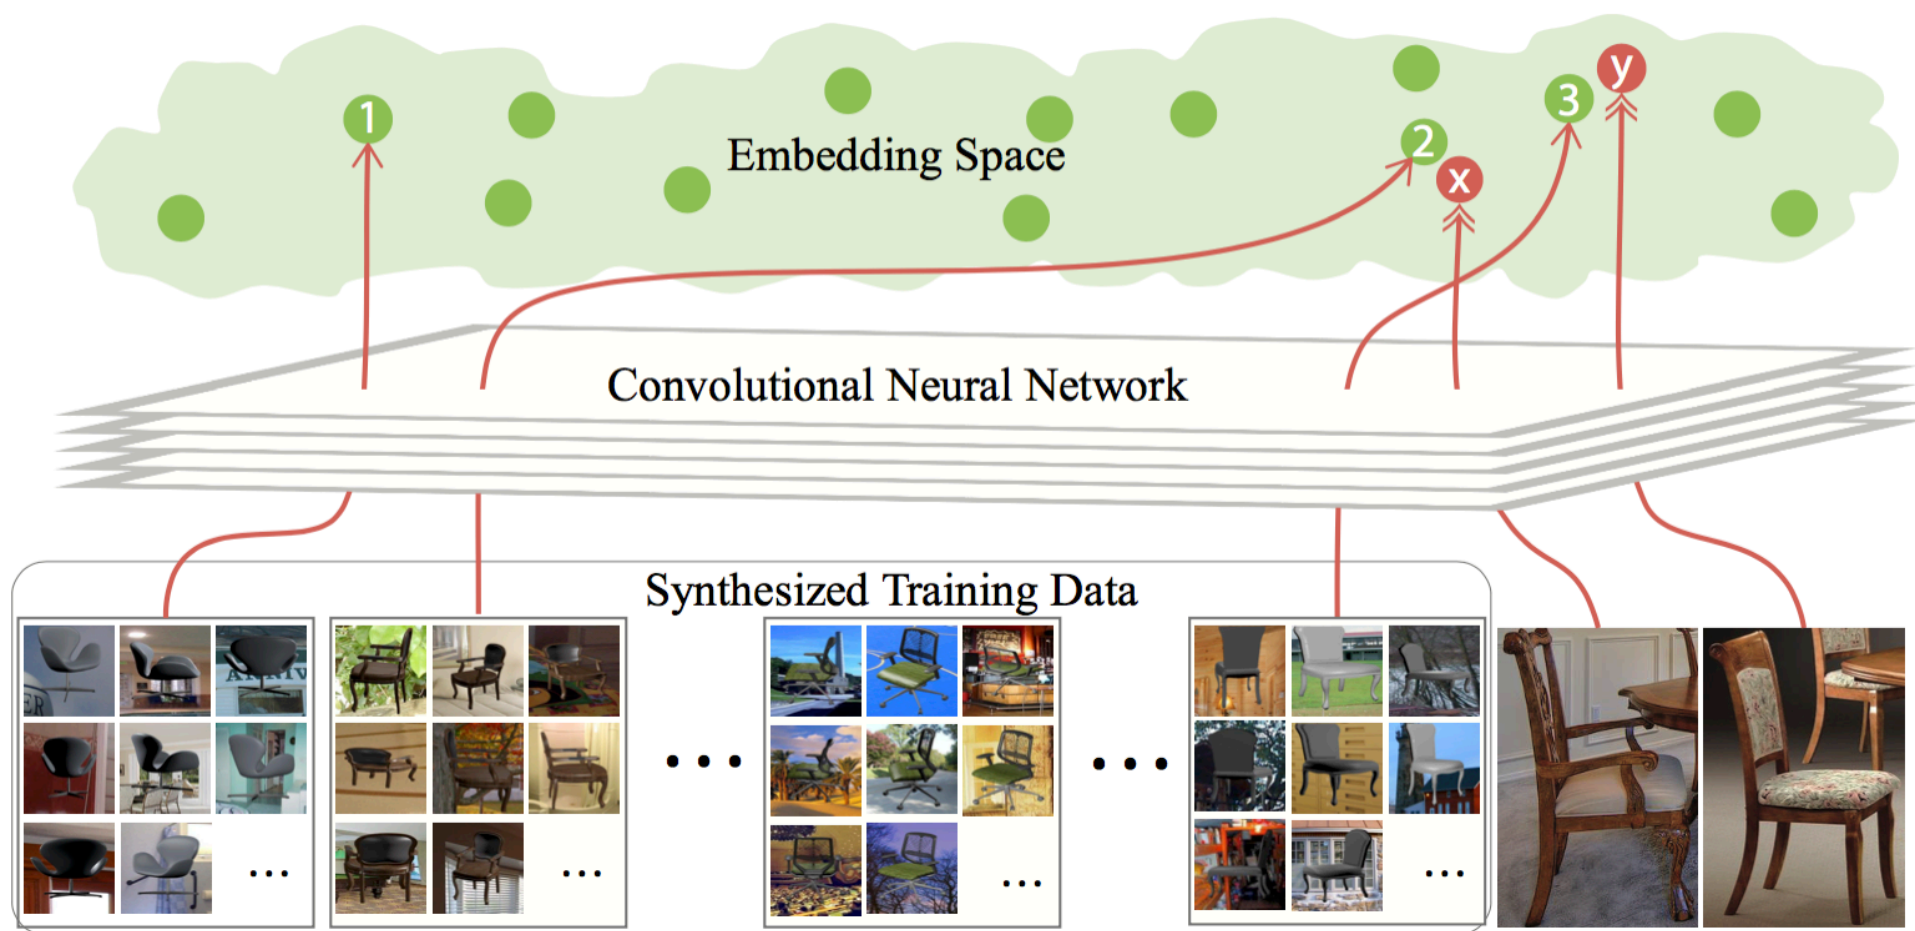 1
2
3
x
y
Embedding Space
Convolutional Neural Network
Synthesized Training Data
...
...
...
...
...
...